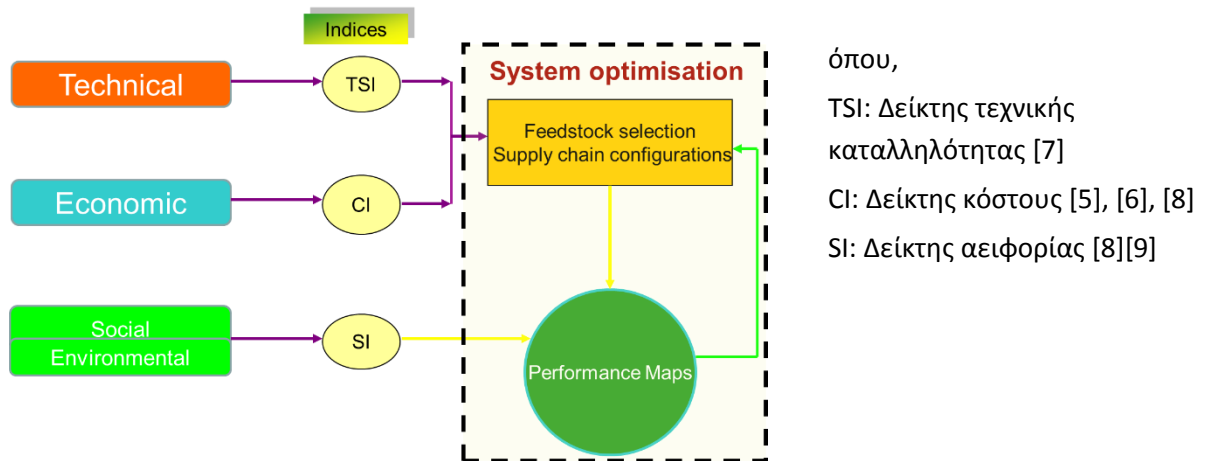 Indices
Technical
TSI
Economic
CI
Social
Environmental
SI
System optimisation
Feedstock selection
Supply chain configurations
Performance Maps
όπου,
TSI: Δείκτης τεχνικής
καταλληλότητας [7]
CI: Δείκτης κόστους [5], [6], [8]
SI: Δείκτης αειφορίας [8][9]